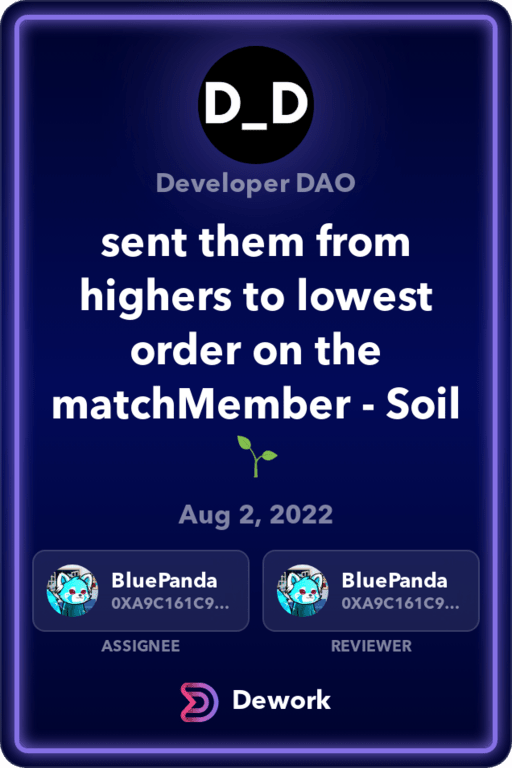 D_D
Developer DAO
sent them from
highers to lowest
order on the
matchMember - Soil
🌱
Aug 2, 2022
BluePanda
0XA9C161C9...
ASSIGNEE
BluePanda
0XA9C161C9...
REVIEWER
Dework